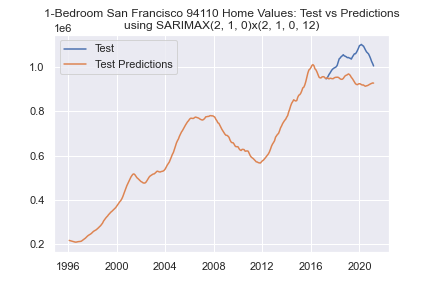 1-Bedroom San Francisco 94110 Home Values: Test vs Predictions
using SARIMAX(2, 1, 0)x(2, 1, 0, 12)
1e6
Test
Test Predictions
1.0
0.8
0.6
0.4
0.2
1996
2000
2004
2008
2012
2016
2020